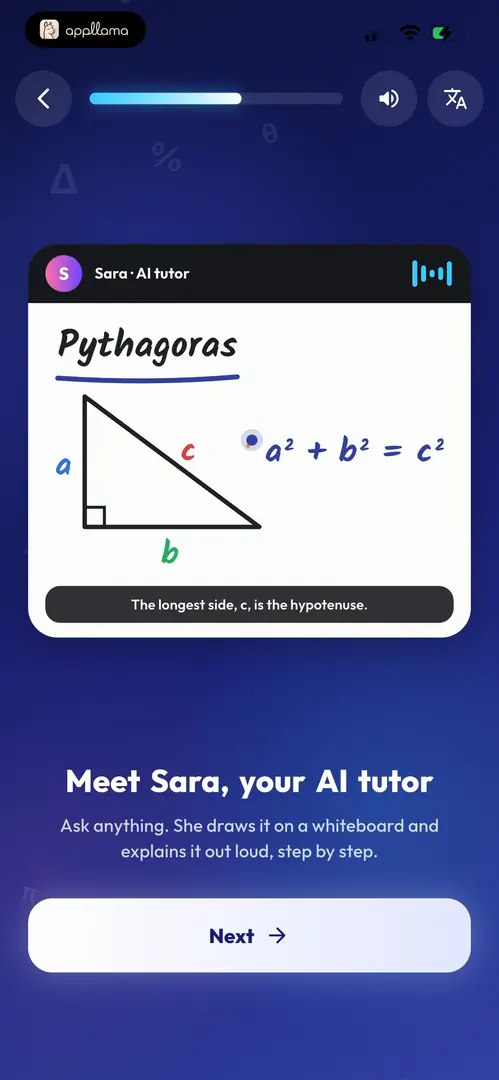 appllama
Δ
%
θ
S
Sara · AI tutor
Pythagoras
a
c
b
a² + b² = c²
The longest side, c, is the hypotenuse.
Meet Sara, your AI tutor
Ask anything. She draws it on a whiteboard and
explains it out loud, step by step.
π
Next →